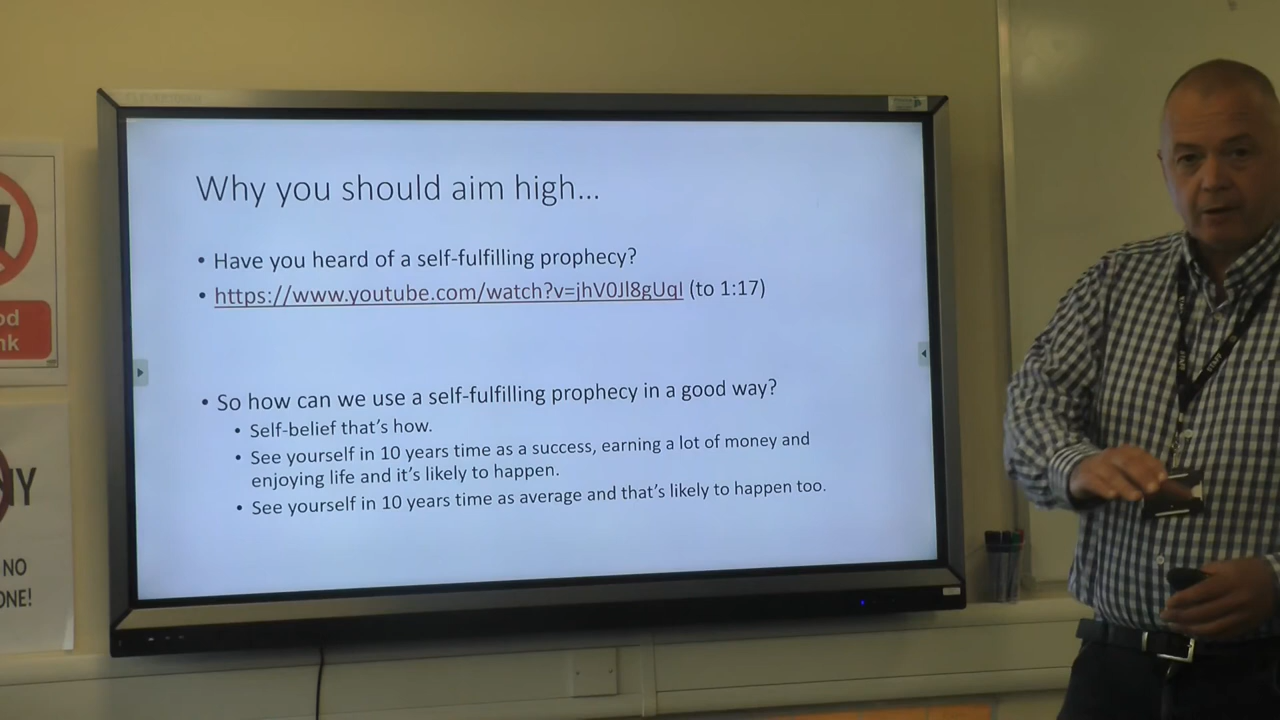 Why you should aim high...
• Have you heard of a self-fulfilling prophecy?
• https://www.youtube.com/watch?v=jhV0Jl8gUqI (to 1:17)
• So how can we use a self-fulfilling prophecy in a good way?
• Self-belief that's how.
• See yourself in 10 years time as a success, earning a lot of money and
enjoying life and it's likely to happen.
• See yourself in 10 years time as average and that's likely to happen too.
NO
STAFF